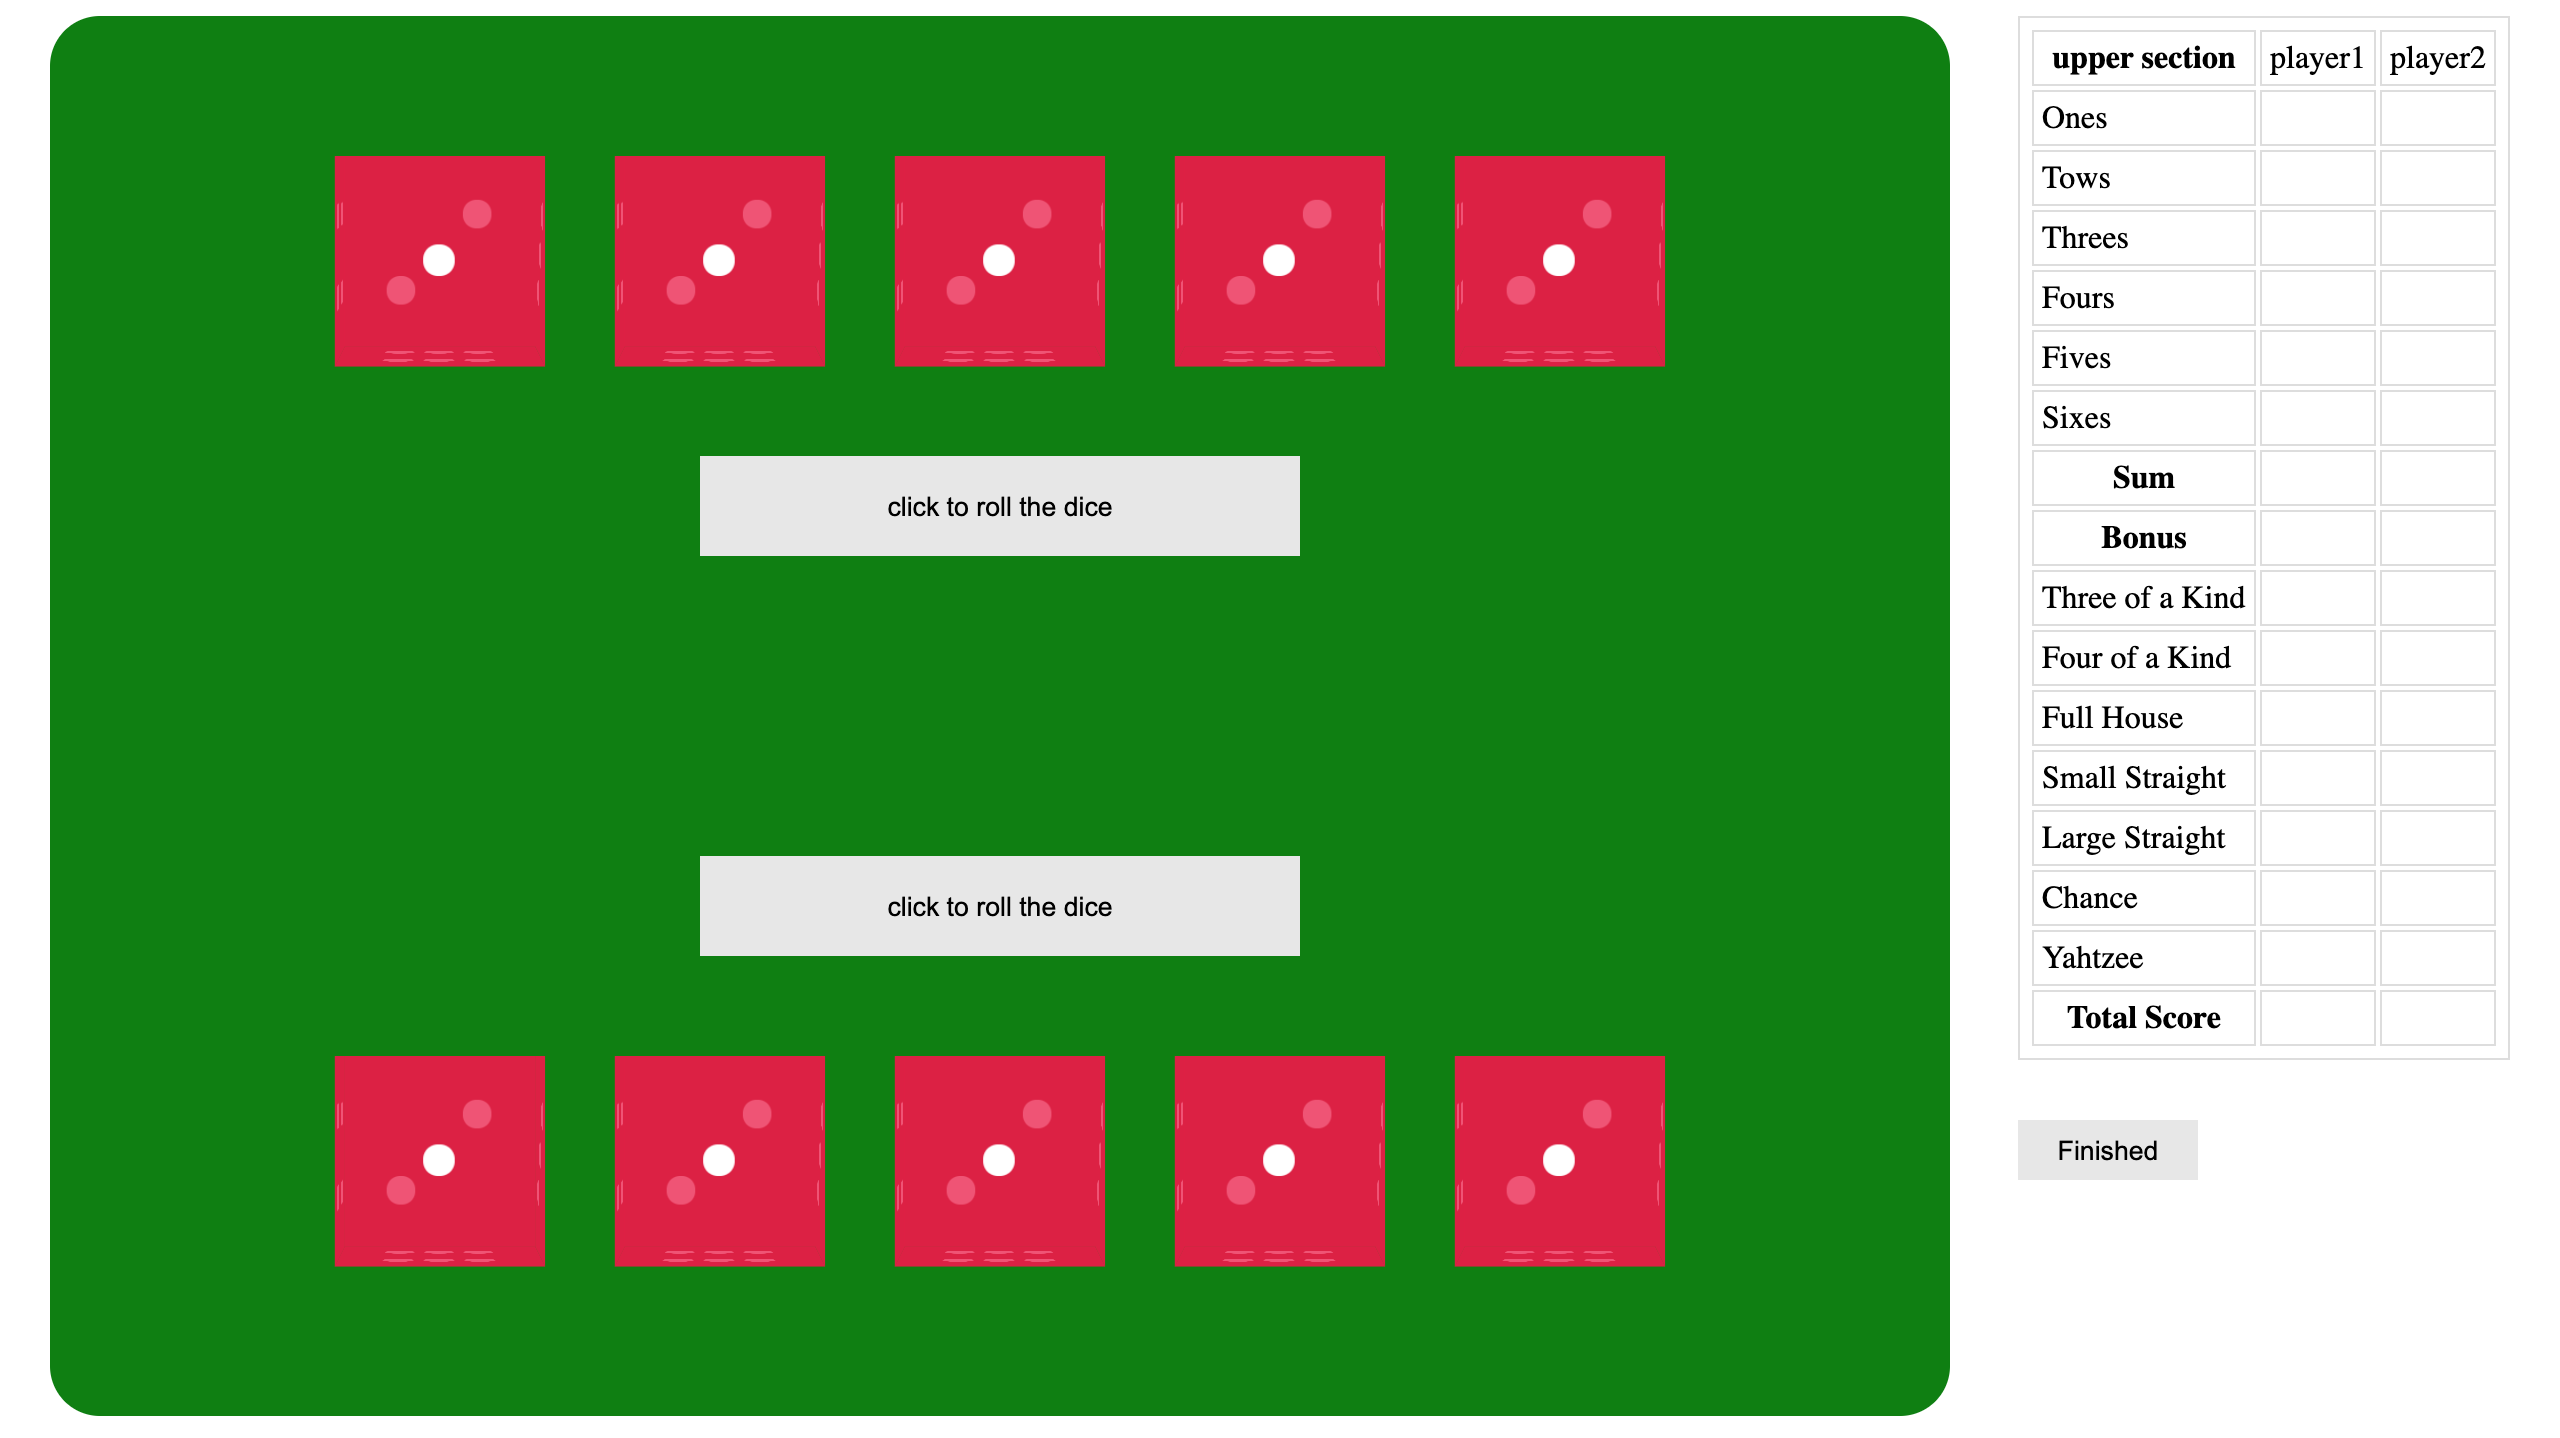 click to roll the dice
click to roll the dice
upper section player1 player2
Ones
Tows
Threes
Fours
Fives
Sixes
Sum
Bonus
Three of a Kind
Four of a Kind
Full House
Small Straight
Large Straight
Chance
Yahtzee
Total Score
Finished